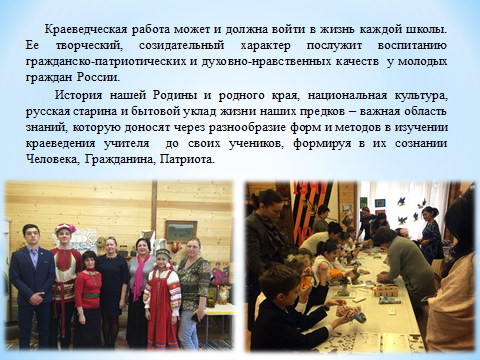 Краеведческая работа может и должна войти в жизнь каждой школы.
Ее творческий, созидательный характер послужит воспитанию
гражданско-патриотических и духовно-нравственных качеств у молодых
граждан России.
История нашей Родины и родного края, национальная культура,
русская старина и бытовой уклад жизни наших предков – важная область
знаний, которую доносят через разнообразие форм и методов в изучении
краеведения учителя до своих учеников, формируя в их сознании
Человека, Гражданина, Патриота.